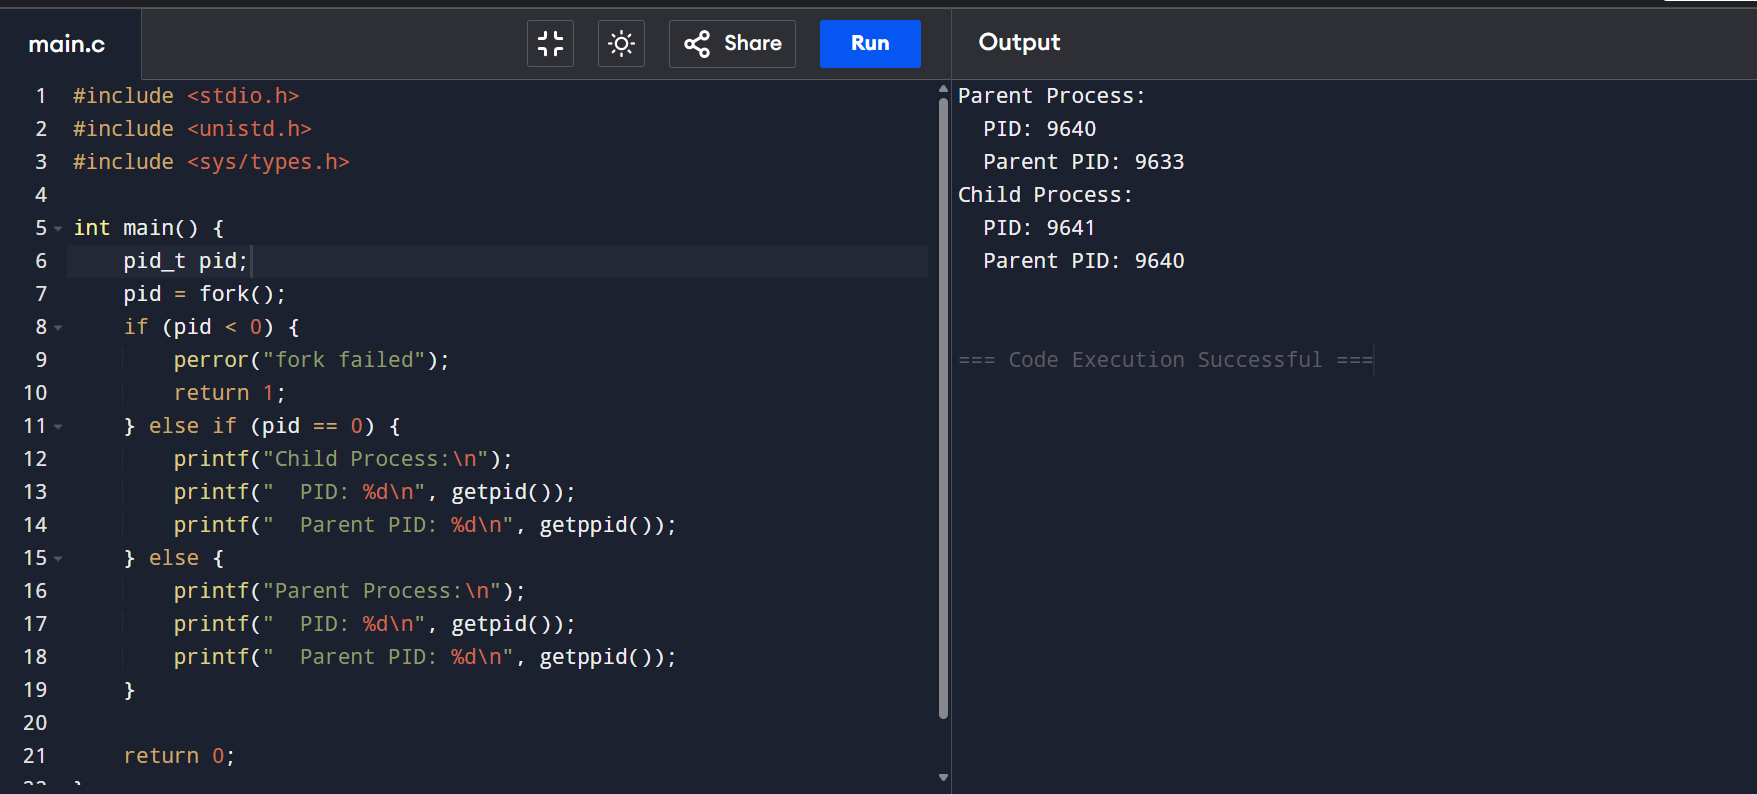 main.c
Share
Run
Output
1 #include <stdio.h>
2 #include <unistd.h>
3 #include <sys/types.h>
4
5 int main() {
6     pid_t pid;
7     pid = fork();
8     if (pid < 0) {
9         perror("fork failed");
10         return 1;
11     } else if (pid == 0) {
12         printf("Child Process:\n");
13         printf("  PID: %d\n", getpid());
14         printf("  Parent PID: %d\n", getppid());
15     } else {
16         printf("Parent Process:\n");
17         printf("  PID: %d\n", getpid());
18         printf("  Parent PID: %d\n", getppid());
19     }
20
21     return 0;
Parent Process:
  PID: 9640
  Parent PID: 9633
Child Process:
  PID: 9641
  Parent PID: 9640
=== Code Execution Successful ===